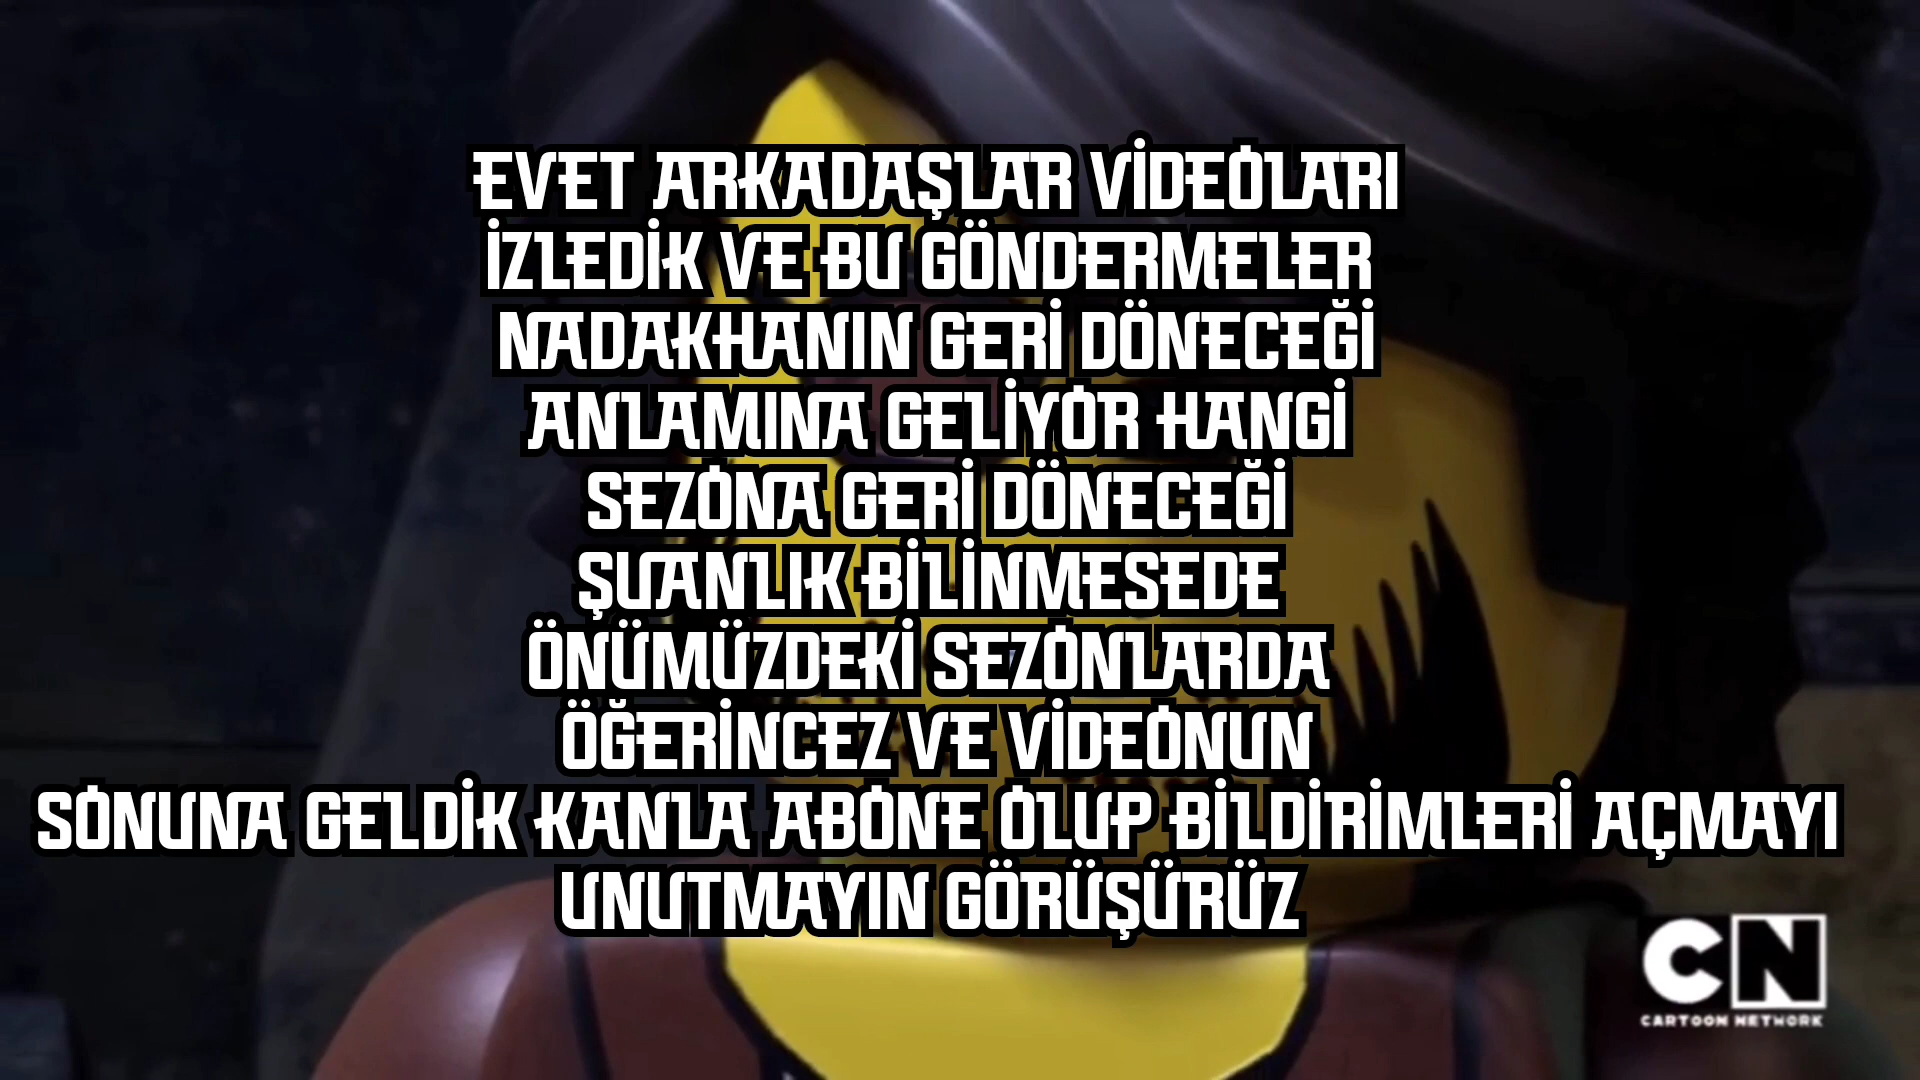 EVET ARKADAŞLAR VİDEOLARI
İZLEDİK VE BU GÖNDERMELER
NADAKHANIN GERİ DÖNECEĞİ
ANLAMINA GELİYOR HANGİ
SEZONA GERİ DÖNECEĞİ
ŞUANLIK BİLİNMESEDE
ÖNÜMÜZDEKİ SEZONLARDA
ÖĞERİNCEZ VE VİDEONUN
SONUNA GELDİK KANLA ABONE OLUP BİLDİRİMLERİ AÇMAYI
UNUTMAYIN GÖRÜŞÜRÜZ
CN
CARTOON NETWORK